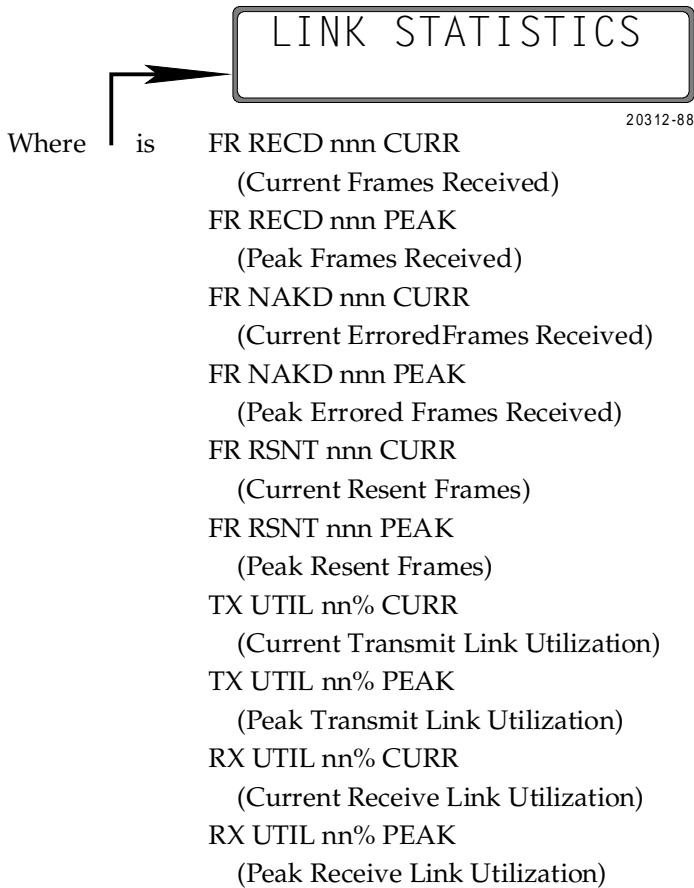 LINK STATISTICS
20312-88
Where is FR RECD nnn CURR
(Current Frames Received)
FR RECD nnn PEAK
(Peak Frames Received)
FR NAKD nnn CURR
(Current ErroredFrames Received)
FR NAKD nnn PEAK
(Peak Errored Frames Received)
FR RSNT nnn CURR
(Current Resent Frames)
FR RSNT nnn PEAK
(Peak Resent Frames)
TX UTIL nn% CURR
(Current Transmit Link Utilization)
TX UTIL nn% PEAK
(Peak Transmit Link Utilization)
RX UTIL nn% CURR
(Current Receive Link Utilization)
RX UTIL nn% PEAK
(Peak Receive Link Utilization)